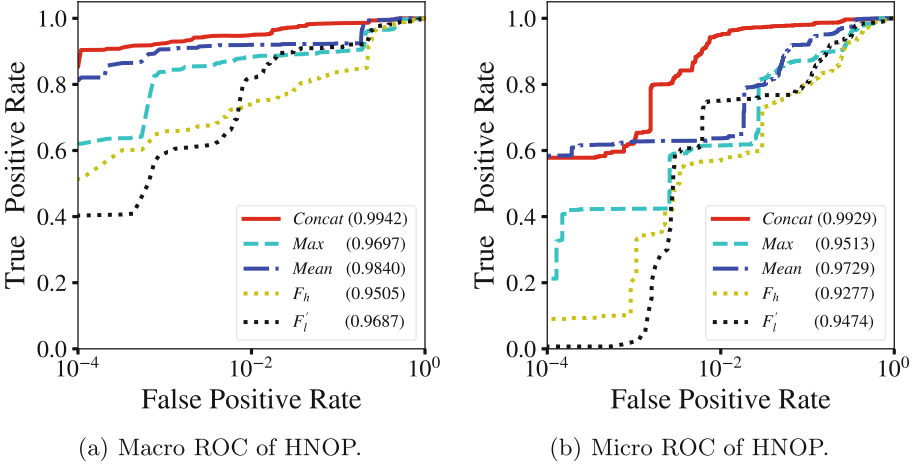 1.0
0.8
0.6
0.4
0.2
0.0
True Positive Rate
10⁻⁴ 10⁻² 10⁰
False Positive Rate
Concat (0.9942)
Max (0.9697)
Mean (0.9840)
F_h (0.9505)
F_l' (0.9687)
(a) Macro ROC of HNOP.
1.0
0.8
0.6
0.4
0.2
0.0
True Positive Rate
10⁻⁴ 10⁻² 10⁰
False Positive Rate
Concat (0.9929)
Max (0.9513)
Mean (0.9729)
F_h (0.9277)
F_l' (0.9474)
(b) Micro ROC of HNOP.